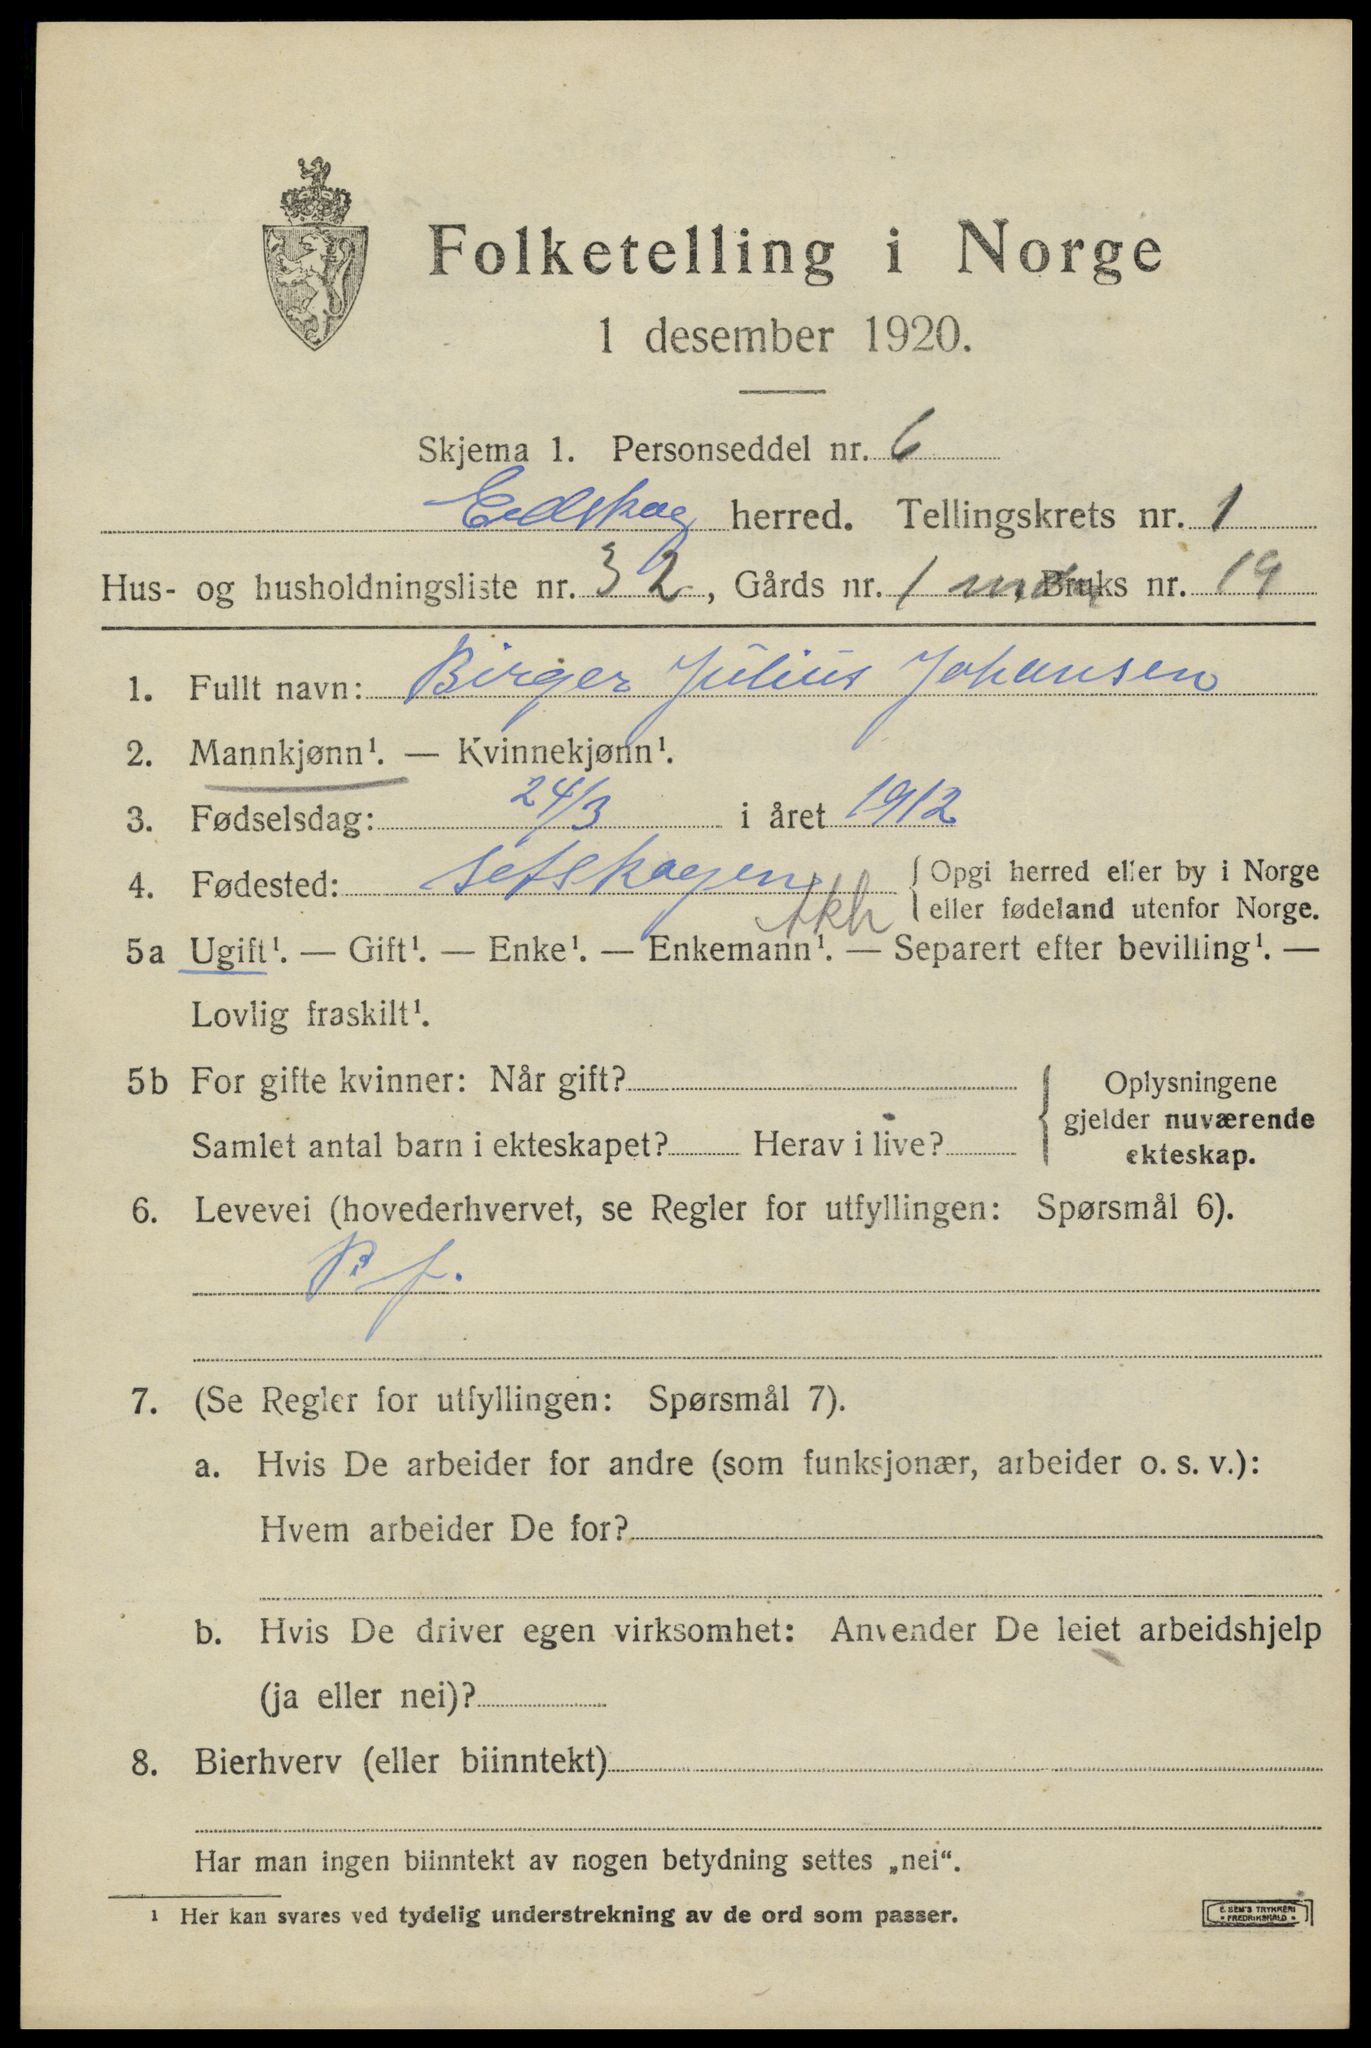 Folketelling i Norge
1 desember 1920.
Skjema 1. Personseddel nr. 6
Eidskog herred. Tellingskrets nr. 1
Hus- og husholdningsliste nr. 32, Gårds nr. 1 Bruks nr. 19
1. Fullt navn: Birger Julius Johansen
2. Mannkjønn¹. — Kvinnekjønn¹.
3. Fødselsdag: 24/3 i året 1912
4. Fødested: Setskogen Akh { Opgi herred eller by i Norge
eller fødeland utenfor Norge.
5a Ugift¹. — Gift¹. — Enke¹. — Enkemann¹. — Separert efter bevilling¹. —
Lovlig fraskilt¹.
5b For gifte kvinner: Når gift? { Oplysningene
gjelder nuværende
ekteskap.
Samlet antal barn i ekteskapet? Herav i live?
6. Levevei (hovederhvervet, se Regler for utfyllingen: Spørsmål 6).
7. (Se Regler for utfyllingen: Spørsmål 7).
a. Hvis De arbeider for andre (som funksjonær, arbeider o. s. v.):
Hvem arbeider De for?
b. Hvis De driver egen virksomhet: Anvender De leiet arbeidshjelp
(ja eller nei)?
8. Bierhverv (eller biinntekt)
Har man ingen biinntekt av nogen betydning settes „nei“.
¹ Her kan svares ved tydelig understrekning av de ord som passer.
E. SEM'S TRYKKERI
• FREDRIKSHALD •